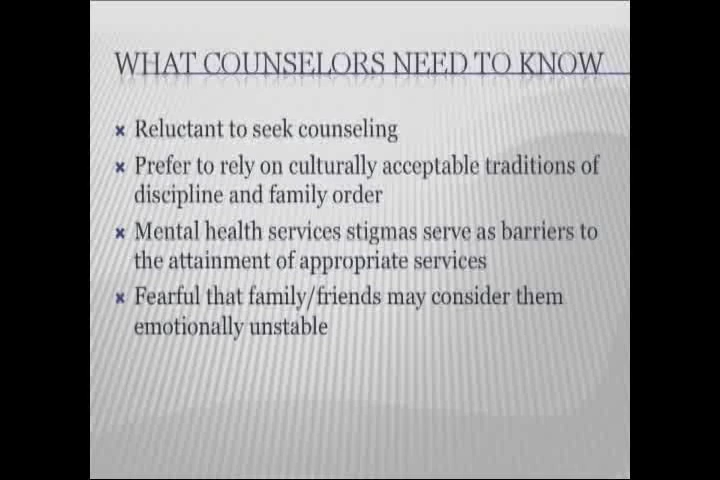 WHAT COUNSELORS NEED TO KNOW
Reluctant to seek counseling
Prefer to rely on culturally acceptable traditions of
discipline and family order
Mental health services stigmas serve as barriers to
the attainment of appropriate services
Fearful that family/friends may consider them
emotionally unstable